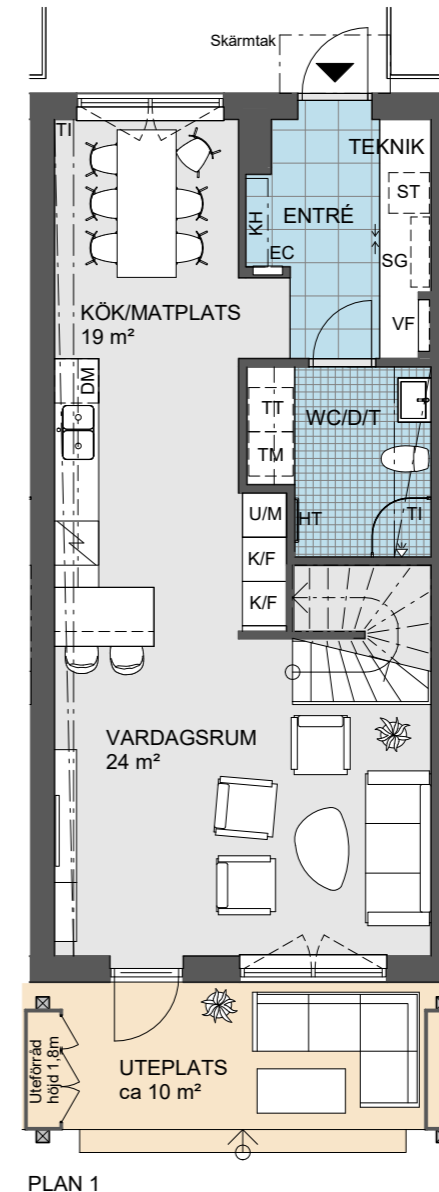 Skärmtak
TI
TEKNIK
ST
KH
ENTRÉ
EC
SG
KÖK/MATPLATS
19 m²
VF
DM
TT
WC/D/T
TM
U/M
HT
TI
K/F
K/F
VARDAGSRUM
24 m²
Uteförråd
höjd 1,8m
UTEPLATS
ca 10 m²
PLAN 1